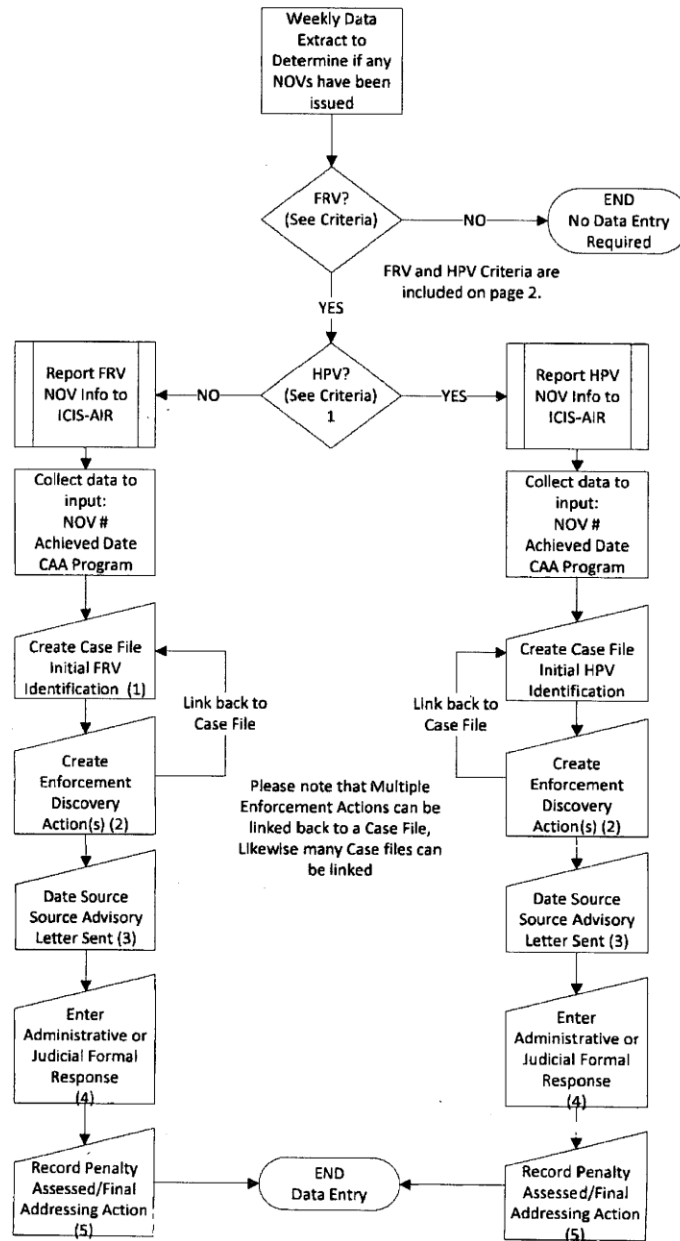 Weekly Data
Extract to
Determine if any
NOVs have been
issued
FRV?
(See Criteria)
NO
END
No Data Entry
Required
FRV and HPV Criteria are
included on page 2.
YES
HPV?
(See Criteria)
1
NO
YES
Report FRV
NOV Info to
ICIS-AIR
Report HPV
NOV Info to
ICIS-AIR
Collect data to
input:
NOV #
Achieved Date
CAA Program
Collect data to
input:
NOV #
Achieved Date
CAA Program
Create Case File
Initial FRV
Identification (1)
Create Case File
Initial HPV
Identification
Link back to
Case File
Link back to
Case File
Create
Enforcement
Discovery
Action(s) (2)
Create
Enforcement
Discovery
Action(s) (2)
Please note that Multiple
Enforcement Actions can be
linked back to a Case File,
Likewise many Case files can
be linked
Date Source
Source Advisory
Letter Sent (3)
Date Source
Source Advisory
Letter Sent (3)
Enter
Administrative or
Judicial Formal
Response
(4)
Enter
Administrative or
Judicial Formal
Response
(4)
Record Penalty
Assessed/Final
Addressing Action
(5)
END
Data Entry
Record Penalty
Assessed/Final
Addressing Action
(5)